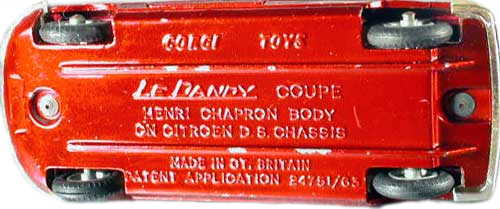 CORGI TOYS
LE DANDY COUPE
HENRI CHAPRON BODY
ON CITROEN D.S. CHASSIS
MADE IN GT. BRITAIN
PATENT APPLICATION 24751/65